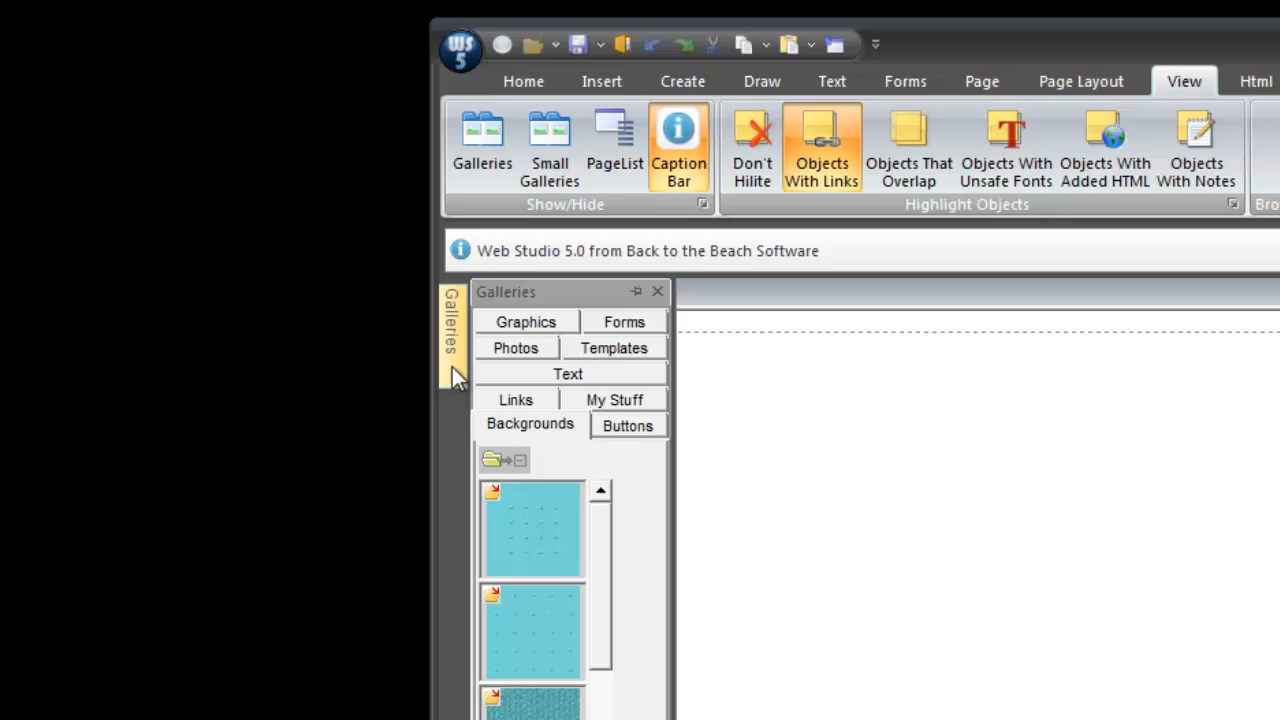 WS
5
Home Insert Create Draw Text Forms Page Page Layout View Html
Galleries
Small
Galleries
PageList
Caption
Bar
Don't
Hilite
Objects
With Links
Objects That
Overlap
Objects With
Unsafe Fonts
Objects With
Added HTML
Objects
With Notes
Show/Hide
Highlight Objects
Bro
Web Studio 5.0 from Back to the Beach Software
Galleries
Galleries
Graphics Forms
Photos Templates
Text
Links My Stuff
Backgrounds Buttons